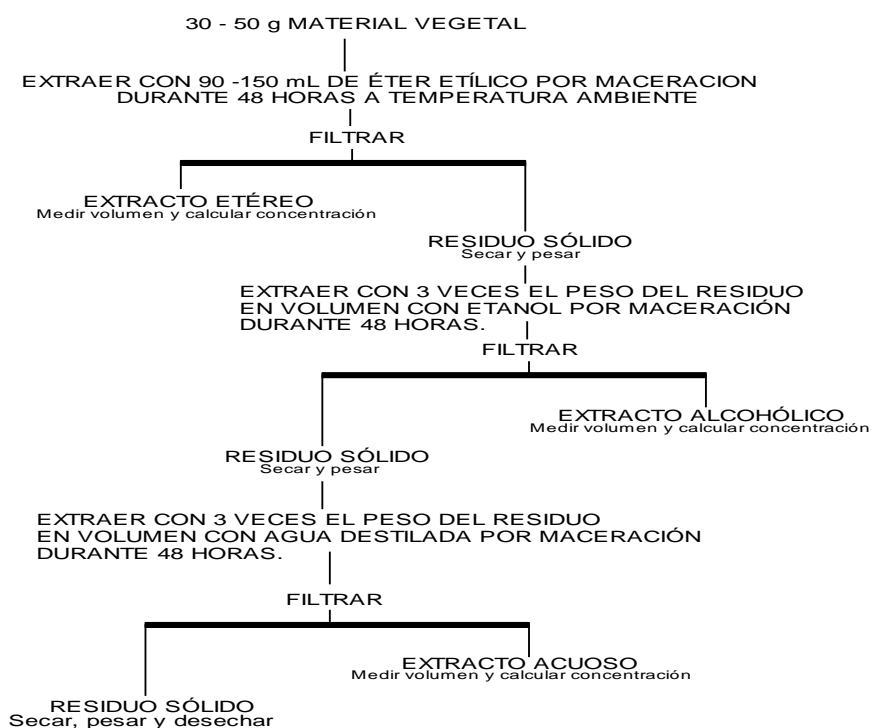 30 - 50 g MATERIAL VEGETAL
EXTRAER CON 90 -150 mL DE ÉTER ETÍLICO POR MACERACION
DURANTE 48 HORAS A TEMPERATURA AMBIENTE
FILTRAR
EXTRACTO ETÉREO
Medir volumen y calcular concentración
RESIDUO SÓLIDO
Secar y pesar
EXTRAER CON 3 VECES EL PESO DEL RESIDUO
EN VOLUMEN CON ETANOL POR MACERACIÓN
DURANTE 48 HORAS.
FILTRAR
EXTRACTO ALCOHÓLICO
Medir volumen y calcular concentración
RESIDUO SÓLIDO
Secar y pesar
EXTRAER CON 3 VECES EL PESO DEL RESIDUO
EN VOLUMEN CON AGUA DESTILADA POR MACERACIÓN
DURANTE 48 HORAS.
FILTRAR
EXTRACTO ACUOSO
Medir volumen y calcular concentración
RESIDUO SÓLIDO
Secar, pesar y desechar